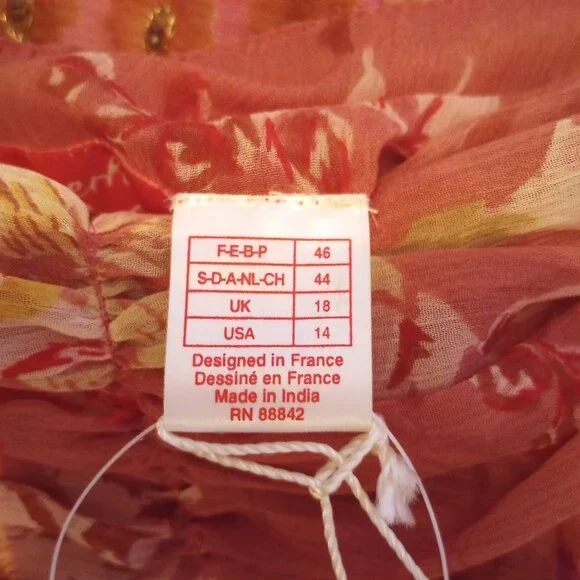 F-E-B-P 46
S-D-A-NL-CH 44
UK 18
USA 14
Designed in France
Dessiné en France
Made in India
RN 88842